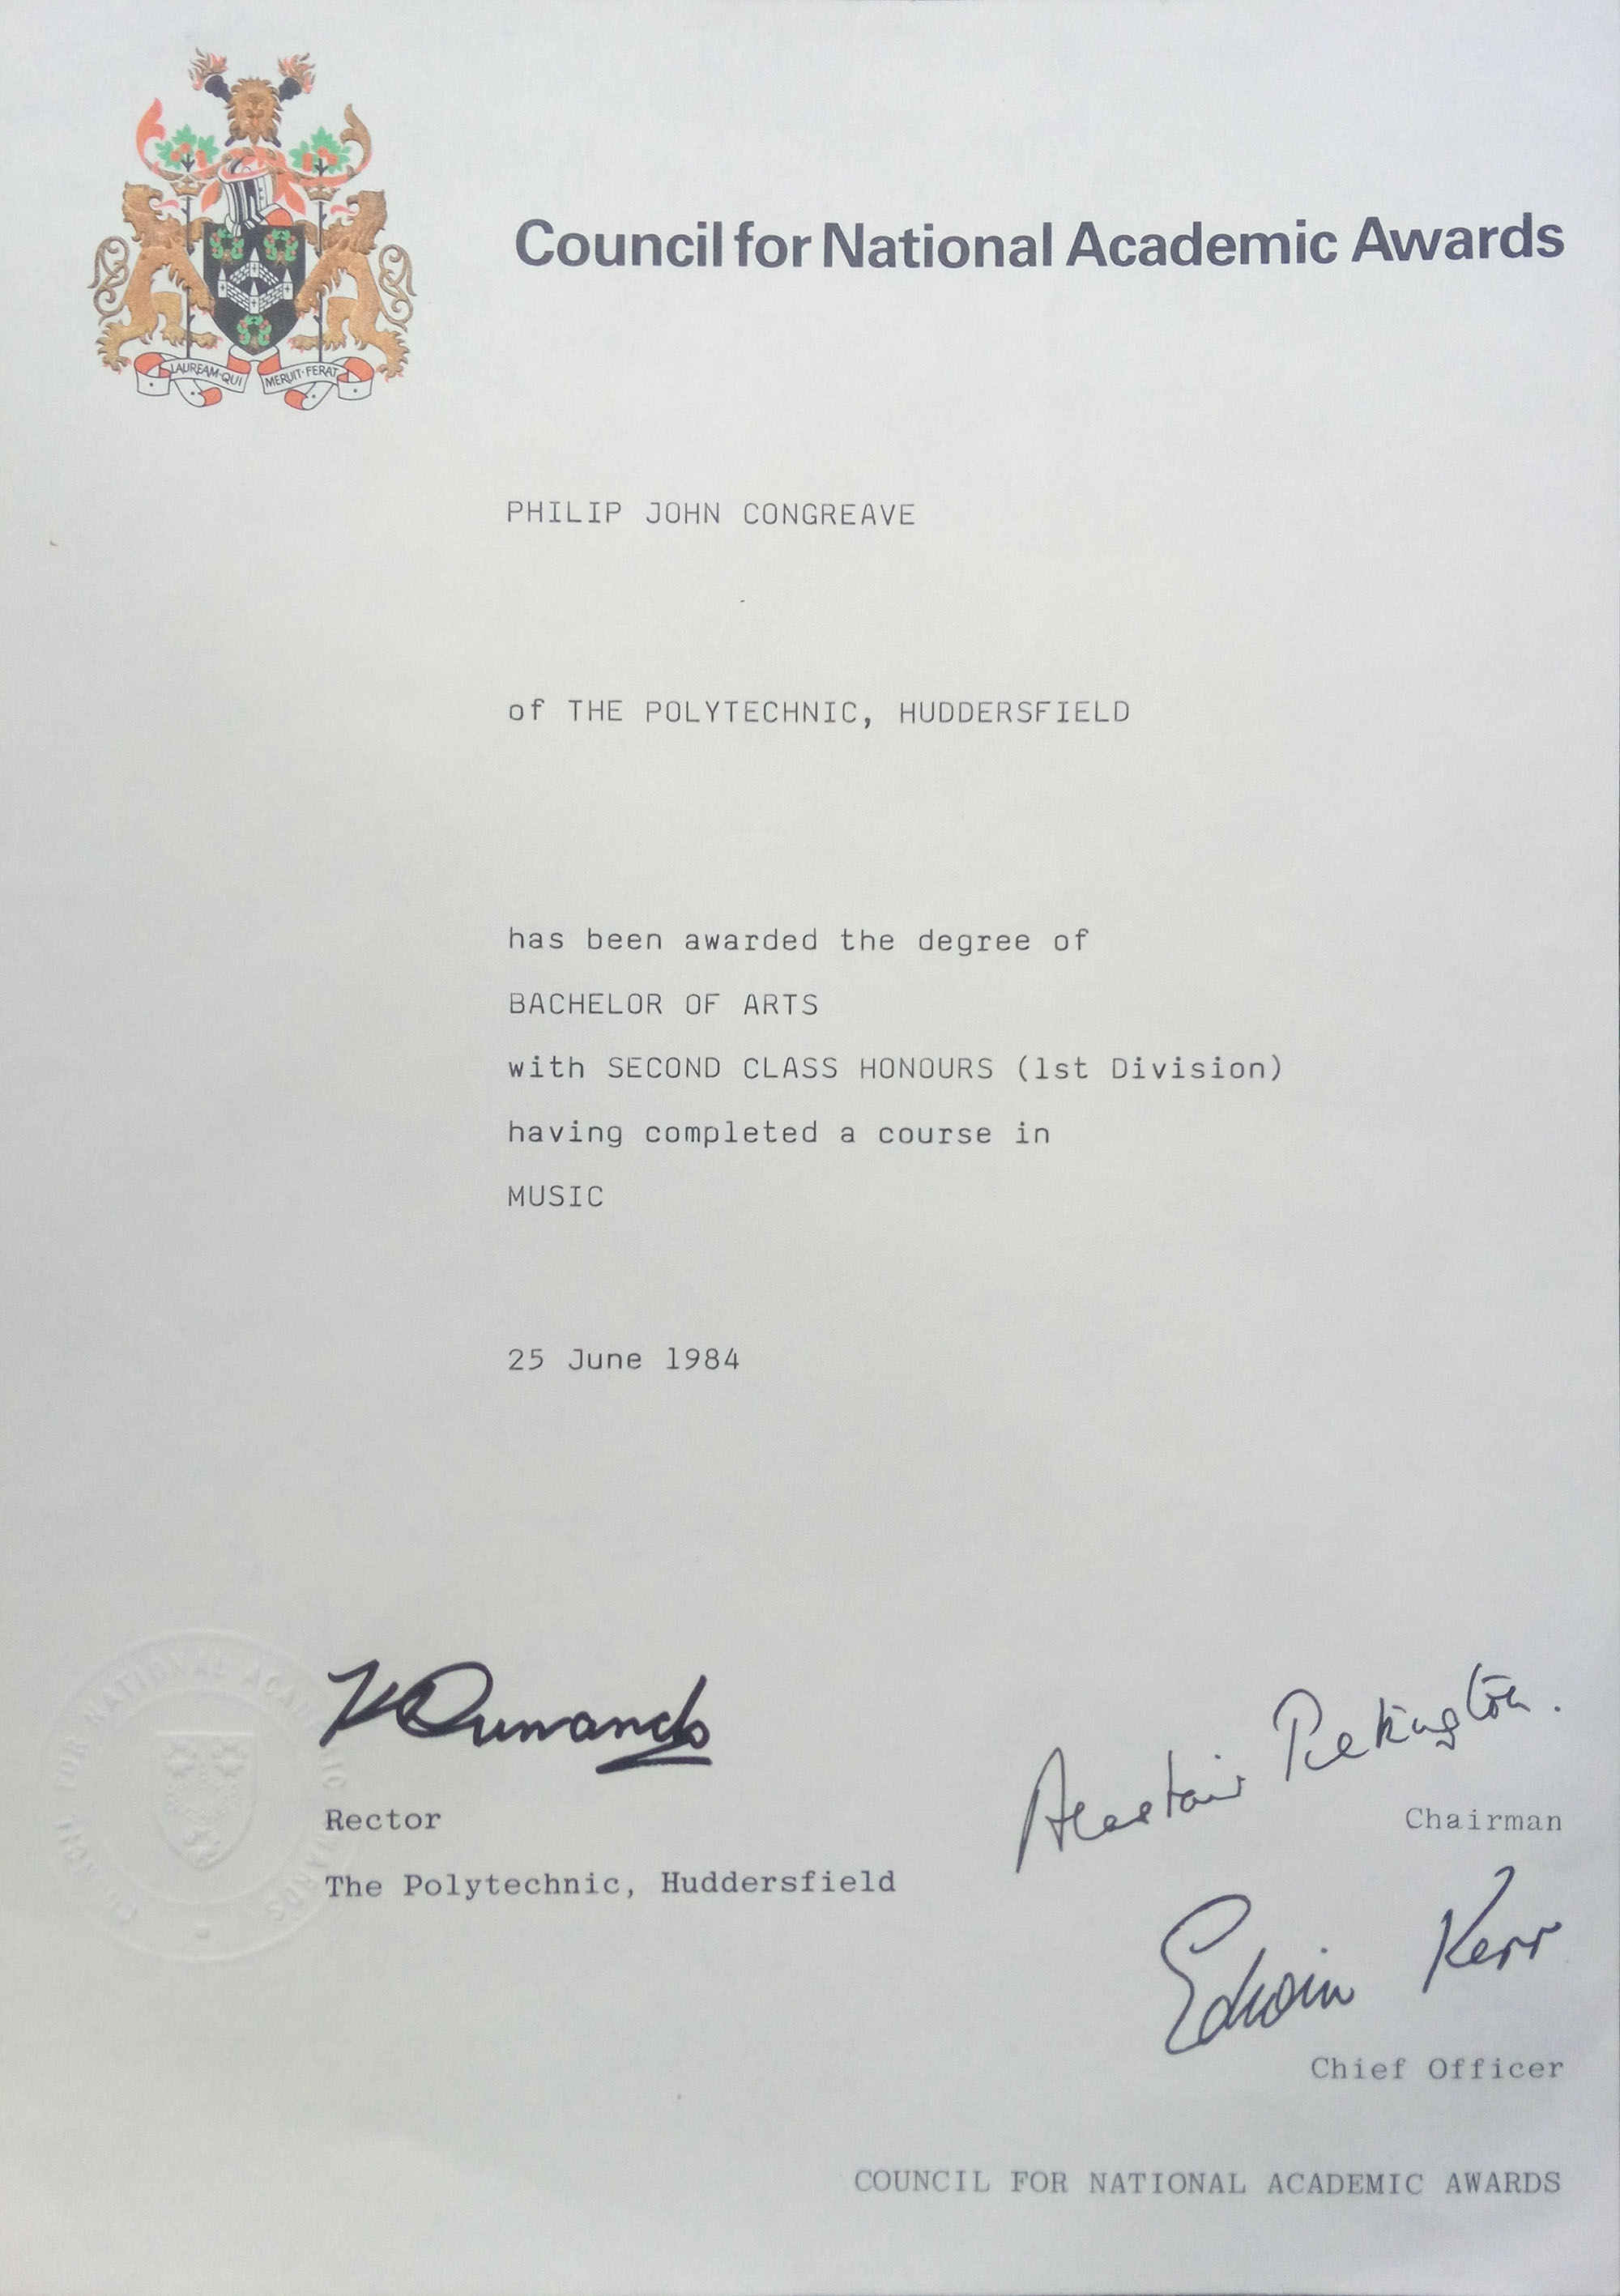 Council for National Academic Awards
LAUREAM·QUI MERUIT·FERAT
PHILIP JOHN CONGREAVE
of THE POLYTECHNIC, HUDDERSFIELD
has been awarded the degree of
BACHELOR OF ARTS
with SECOND CLASS HONOURS (1st Division)
having completed a course in
MUSIC
25 June 1984
Rector
The Polytechnic, Huddersfield
Alastair Pilkington.
Chairman
Edwin Kerr
Chief Officer
COUNCIL FOR NATIONAL ACADEMIC AWARDS